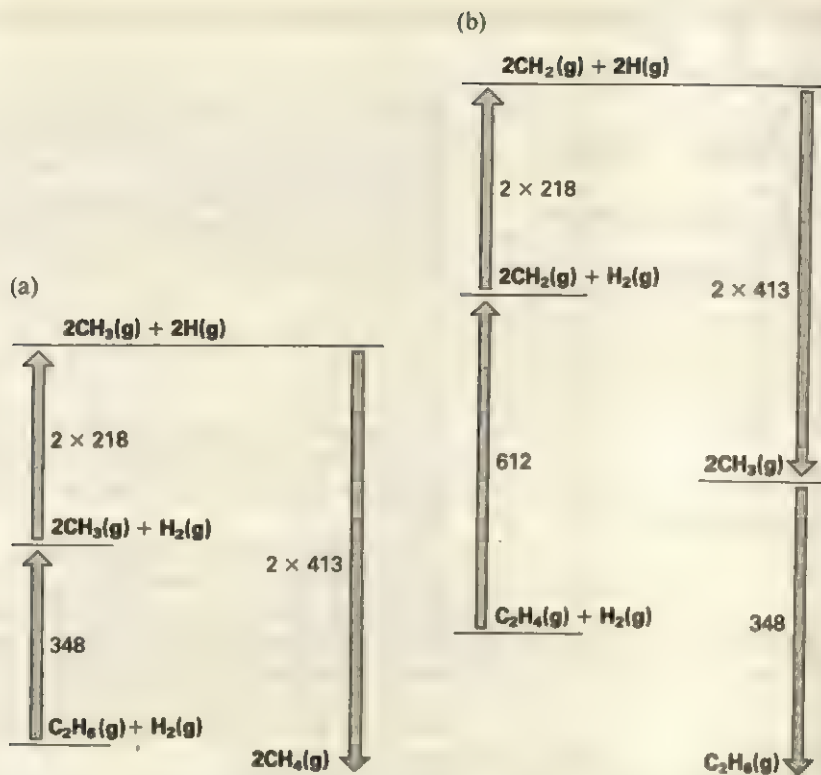 (a)
2CH₃(g) + 2H(g)
2 × 218
2CH₃(g) + H₂(g)
2 × 413
348
C₂H₆(g) + H₂(g)
2CH₄(g)
(b)
2CH₂(g) + 2H(g)
2 × 218
2CH₂(g) + H₂(g)
2 × 413
612
2CH₃(g)
C₂H₄(g) + H₂(g)
348
C₂H₆(g)